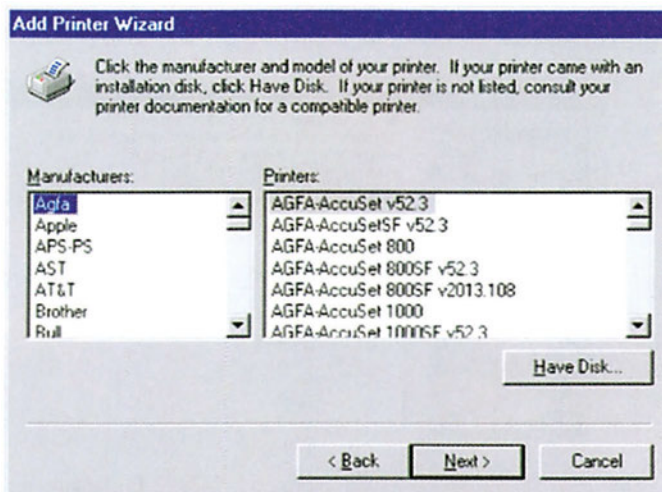 Add Printer Wizard
Click the manufacturer and model of your printer. If your printer came with an
installation disk, click Have Disk. If your printer is not listed, consult your
printer documentation for a compatible printer.
Manufacturers:
Agfa
Apple
APS-PS
AST
AT&T
Brother
Bull
Printers:
AGFA-AccuSet v52.3
AGFA-AccuSetSF v52.3
AGFA-AccuSet 800
AGFA-AccuSet 800SF v52.3
AGFA-AccuSet 800SF v2013.108
AGFA-AccuSet 1000
AGFA-AccuSet 1000SF v52.3
Have Disk...
< Back
Next >
Cancel